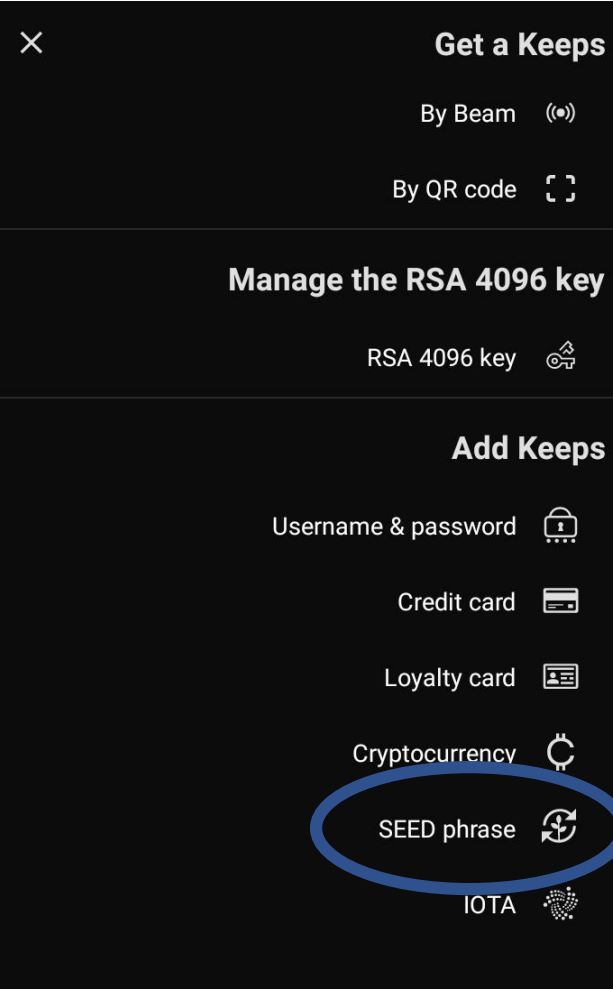 Get a Keeps
By Beam
By QR code
Manage the RSA 4096 key
RSA 4096 key
Add Keeps
Username & password
Credit card
Loyalty card
Cryptocurrency
SEED phrase
IOTA